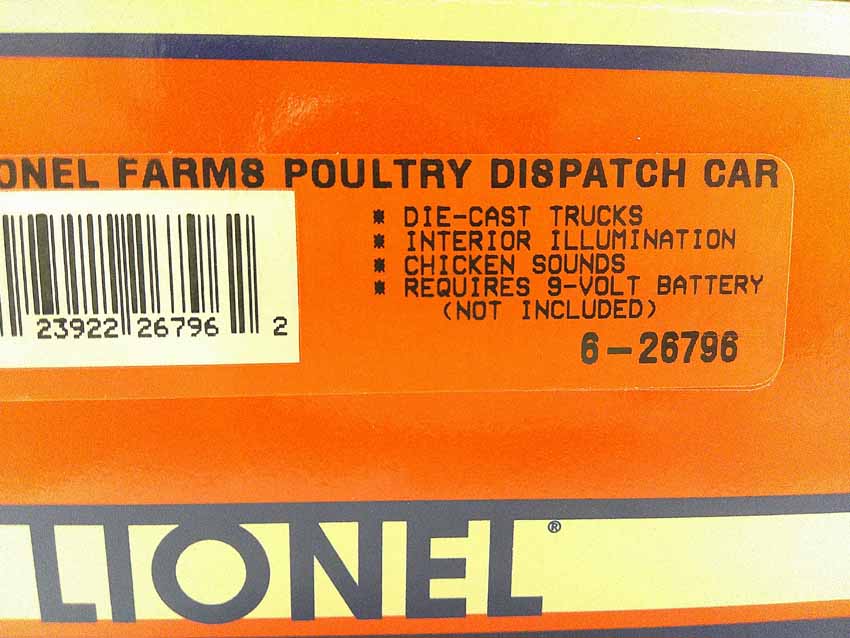 ONEL FARMS POULTRY DISPATCH CAR
* DIE-CAST TRUCKS
* INTERIOR ILLUMINATION
* CHICKEN SOUNDS
* REQUIRES 9-VOLT BATTERY
(NOT INCLUDED)
23922 26796 2
6-26796
LIONEL®